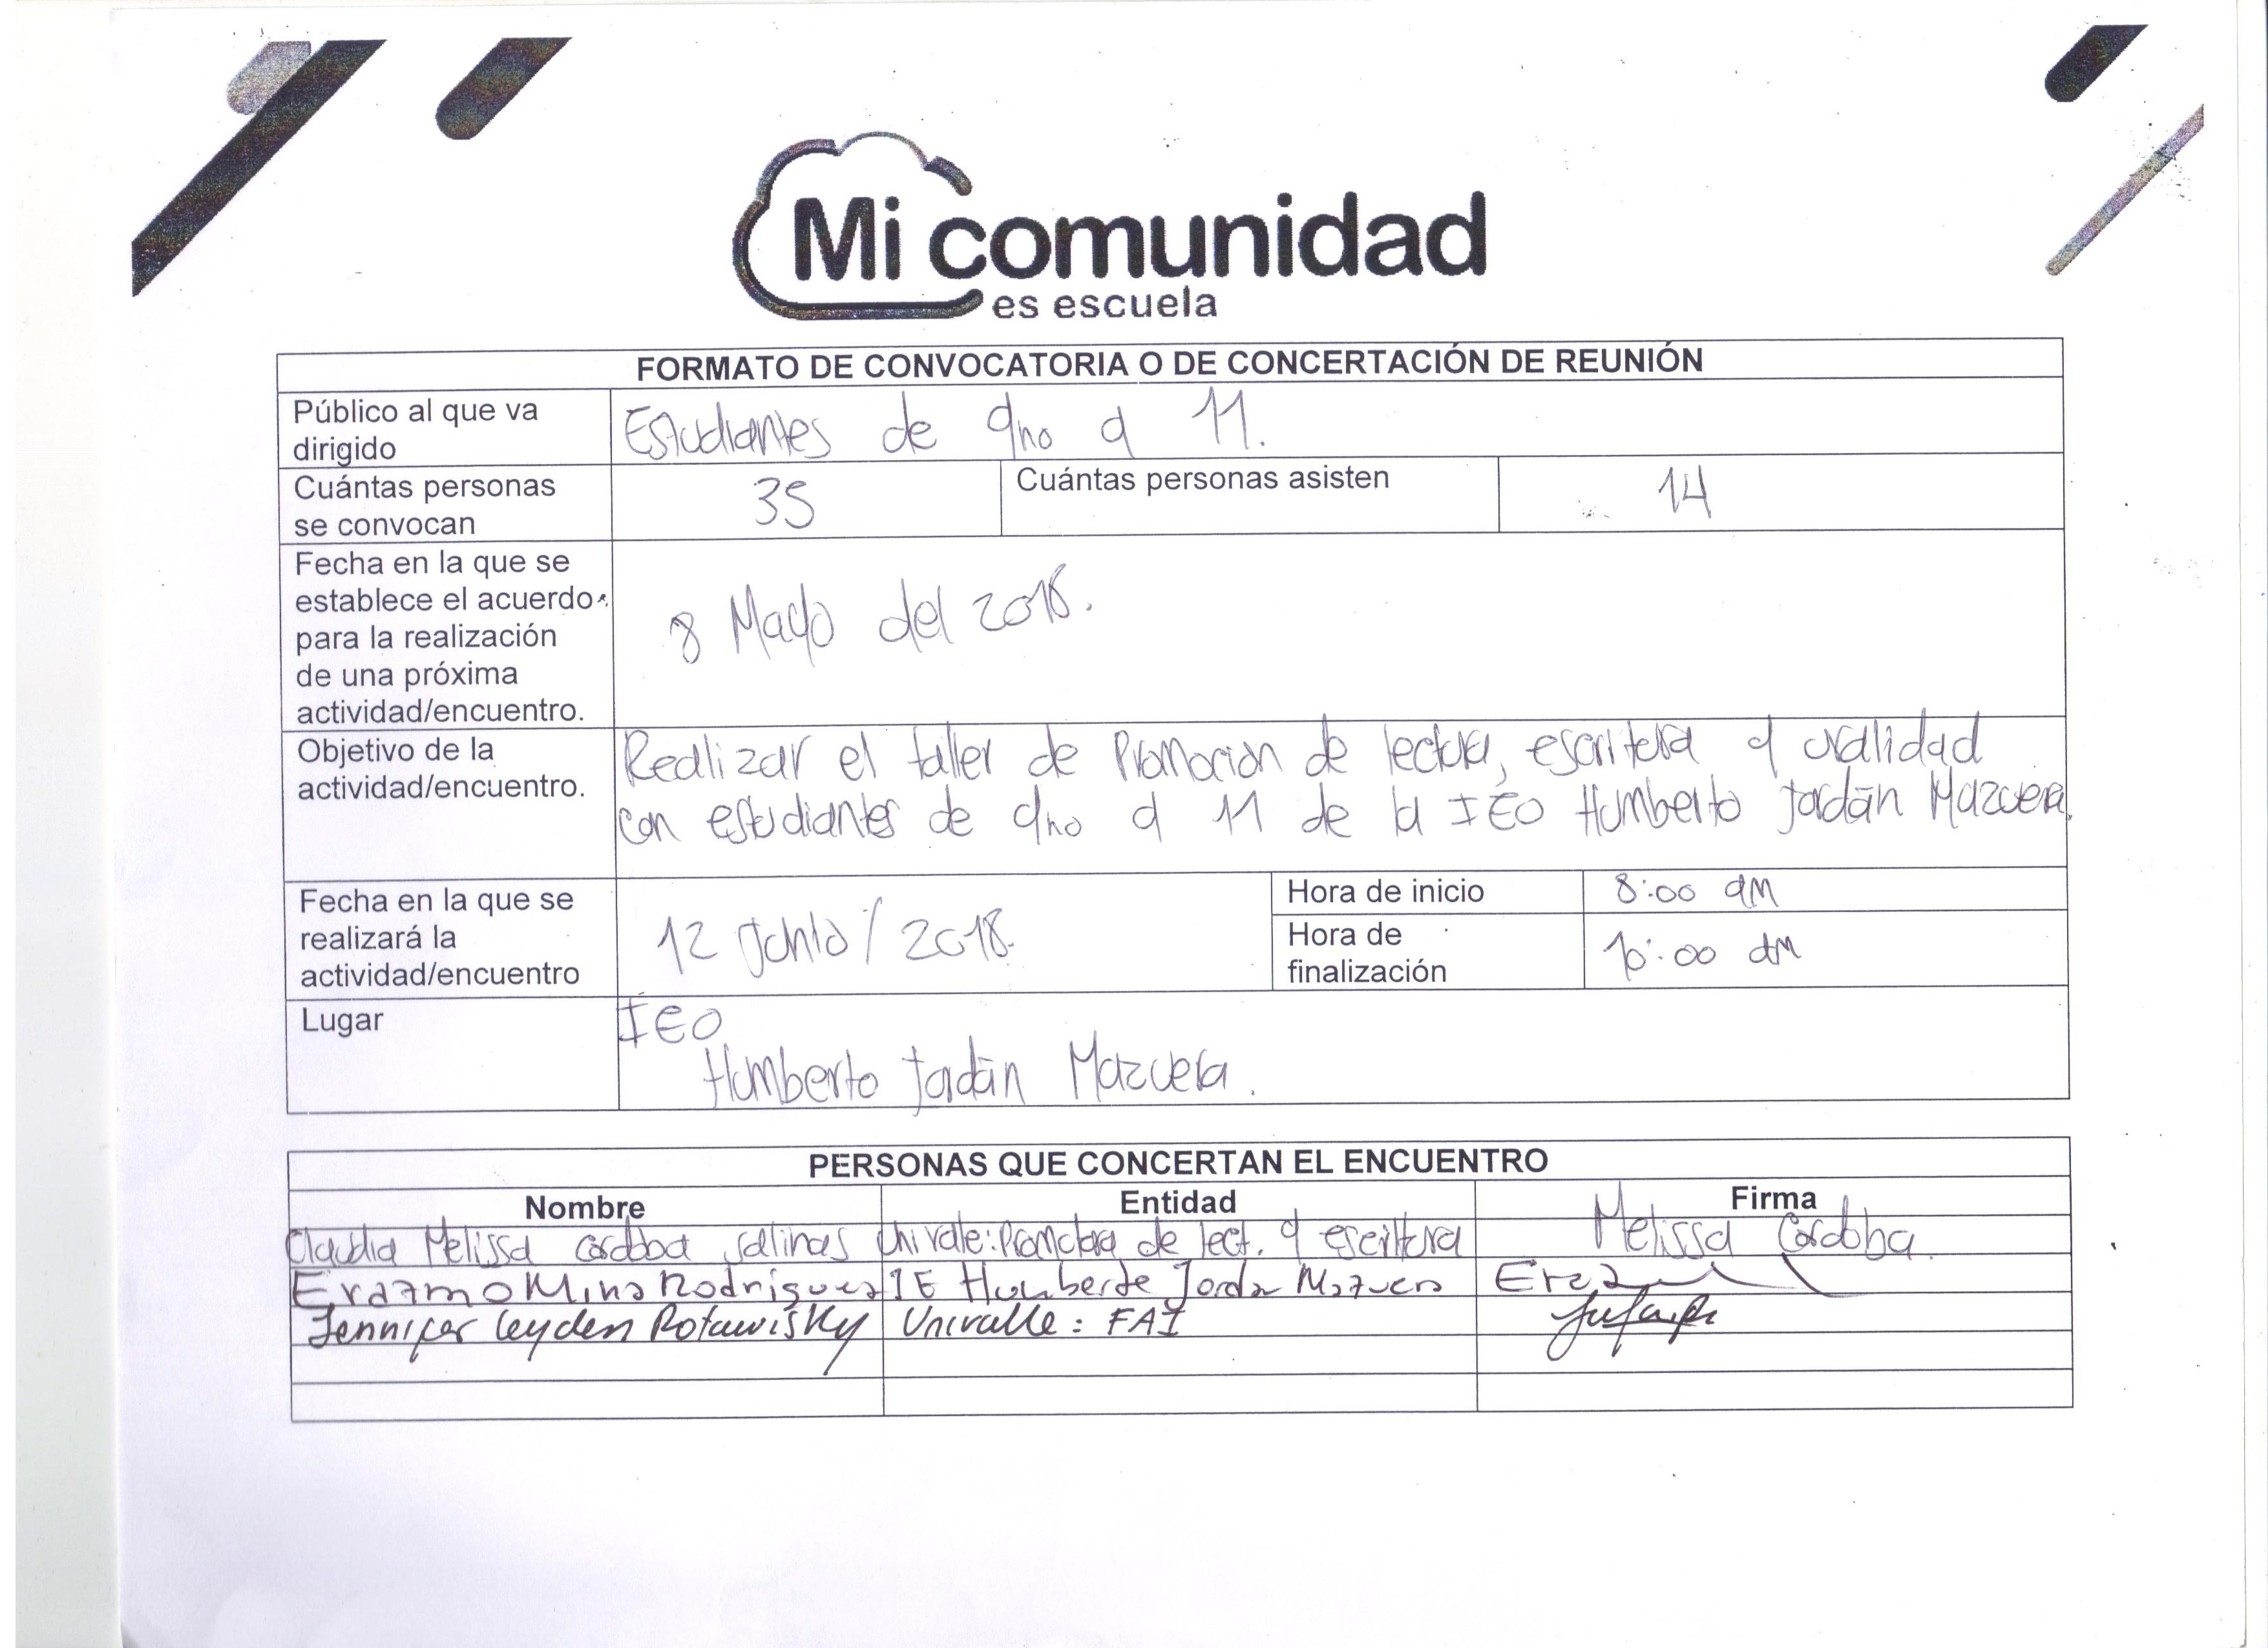 Mi comunidad
es escuela
FORMATO DE CONVOCATORIA O DE CONCERTACIÓN DE REUNIÓN
Público al que va dirigido
Estudiantes de 9no a 11.
Cuántas personas se convocan
35
Cuántas personas asisten
14
Fecha en la que se
establece el acuerdo
para la realización
de una próxima
actividad/encuentro.
8 Mayo del 2018.
Objetivo de la
actividad/encuentro.
Realizar el taller de Promoción de lectura, escritura y oralidad
con estudiantes de 9no a 11 de la IEO Humberto Jordán Mazuera.
Fecha en la que se
realizará la
actividad/encuentro
12 Junio / 2018.
Hora de inicio
8:00 am
Hora de
finalización
10:00 am
Lugar
IEO
Humberto Jordán Mazuera.
PERSONAS QUE CONCERTAN EL ENCUENTRO
Nombre Entidad Firma
Claudia Melissa Córdoba Salinas Univalle: Promotora de lect. y escritura Melissa Córdoba.
Erazmo Mina Rodriguez IE Humberto Jordan Mazuera
Jennifer Leyden Rotawisky Univalle: FAI